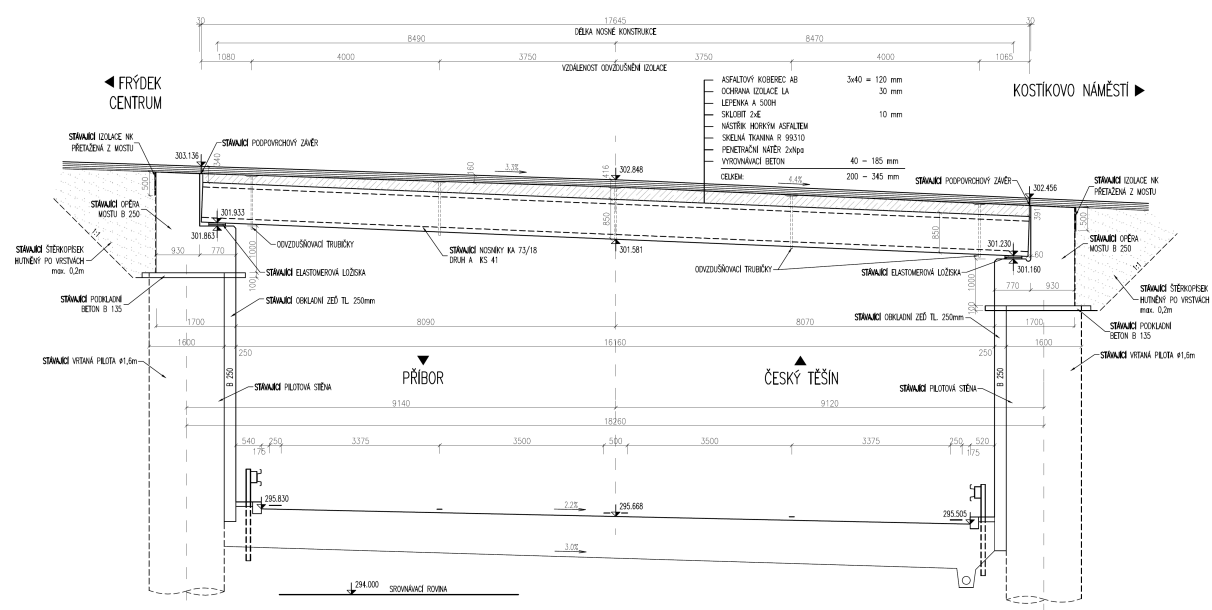 30 17645 30
DÉLKA NOSNÉ KONSTRUKCE
8490 8470
1080 4000 3750 3750 4000 1065
VZDÁLENOST ODVZDUŠNĚNÍ IZOLACE
FRÝDEK
CENTRUM
KOSTÍKOVO NÁMĚSTÍ
ASFALTOVÝ KOBEREC AB 3x40 = 120 mm
OCHRANA IZOLACE LA 30 mm
LEPENKA A 500H
SKLOBIT 2xE 10 mm
NÁSTŘIK HORKÝM ASFALTEM
SKELNÁ TKANINA R 99310
PENETRAČNÍ NÁTĚR 2xNpa
VYROVNÁVACÍ BETON 40 - 185 mm
CELKEM: 200 - 345 mm
STÁVAJÍCÍ IZOLACE NK
PŘETAŽENÁ Z MOSTU
STÁVAJÍCÍ PODPOVRCHOVÝ ZÁVĚR
303.136
340
160
3.3%
416
302.848
4.4%
STÁVAJÍCÍ PODPOVRCHOVÝ ZÁVĚR
302.456
STÁVAJÍCÍ IZOLACE NK
PŘETAŽENÁ Z MOSTU
500
STÁVAJÍCÍ OPĚRA
MOSTU B 250
301.933
301.863
850
850
39
500
STÁVAJÍCÍ OPĚRA
MOSTU B 250
1:1
STÁVAJÍCÍ ŠTĚRKOPÍSEK
HUTNĚNÝ PO VRSTVÁCH
max. 0,2m
930 770
1000
ODVZDUŠŇOVACÍ TRUBIČKY
STÁVAJÍCÍ NOSNÍKY KA 73/18
DRUH A KS 41
301.581
301.230
60
301.160
1:1
STÁVAJÍCÍ ELASTOMEROVÁ LOŽISKA
ODVZDUŠŇOVACÍ TRUBIČKY
STÁVAJÍCÍ ELASTOMEROVÁ LOŽISKA
100
1000
770 930
STÁVAJÍCÍ ŠTĚRKOPÍSEK
HUTNĚNÝ PO VRSTVÁCH
max. 0,2m
STÁVAJÍCÍ PODKLADNÍ
BETON B 135
STÁVAJÍCÍ OBKLADNÍ ZEĎ TL. 250mm
100
STÁVAJÍCÍ OBKLADNÍ ZEĎ TL. 250mm
STÁVAJÍCÍ PODKLADNÍ
BETON B 135
1700 8090 8070 1700
1600 250 16160 250 1600
STÁVAJÍCÍ VRTANÁ PILOTA ø1,6m
STÁVAJÍCÍ VRTANÁ PILOTA ø1,6m
B 250
PŘÍBOR
ČESKÝ TĚŠÍN
B 250
STÁVAJÍCÍ PILOTOVÁ STĚNA
STÁVAJÍCÍ PILOTOVÁ STĚNA
9140 9120
18260
540 175 250 3375 3500 500 3500 3375 250 175 520
295.830
2.2%
295.668
295.505
3.0%
294.000
SROVNÁVACÍ ROVINA